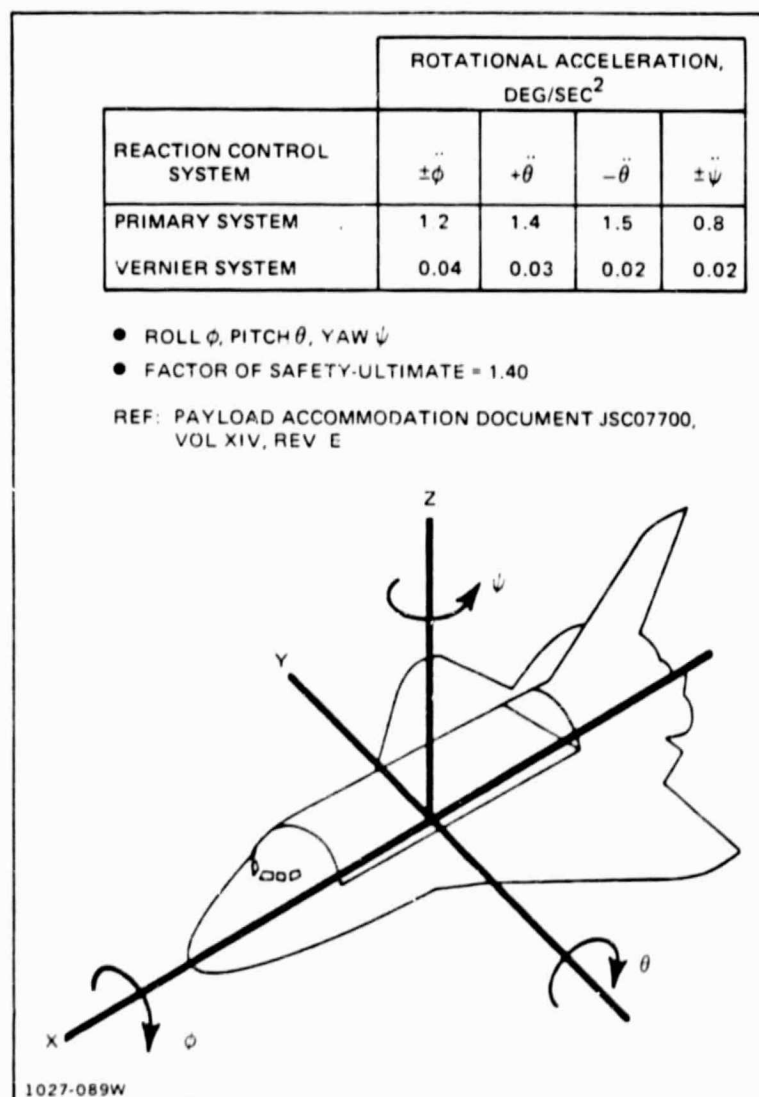 ROTATIONAL ACCELERATION,
DEG/SEC²
REACTION CONTROL
SYSTEM
±φ̈ +θ̈ −θ̈ ±ψ̈
PRIMARY SYSTEM 1.2 1.4 1.5 0.8
VERNIER SYSTEM 0.04 0.03 0.02 0.02
● ROLL φ, PITCH θ, YAW ψ
● FACTOR OF SAFETY-ULTIMATE = 1.40
REF: PAYLOAD ACCOMMODATION DOCUMENT JSC07700,
VOL XIV, REV E
Z
ψ
Y
θ
X
φ
1027-089W